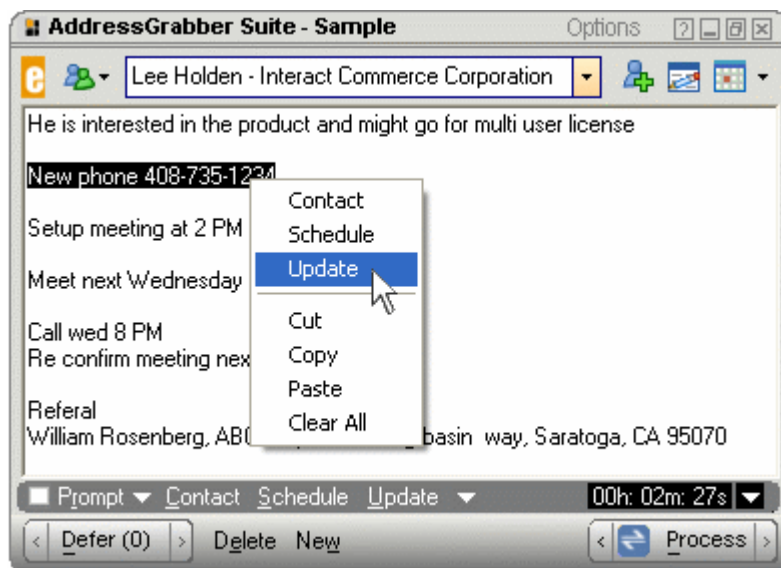 AddressGrabber Suite - Sample Options
Lee Holden - Interact Commerce Corporation
He is interested in the product and might go for multi user license
New phone 408-735-1234
Contact
Setup meeting at 2 PM
Schedule
Update
Meet next Wednesday
Cut
Call wed 8 PM
Copy
Re confirm meeting nex
Paste
Referal
Clear All
William Rosenberg, ABC basin way, Saratoga, CA 95070
Prompt Contact Schedule Update 00h: 02m: 27s
Defer (0) Delete New Process